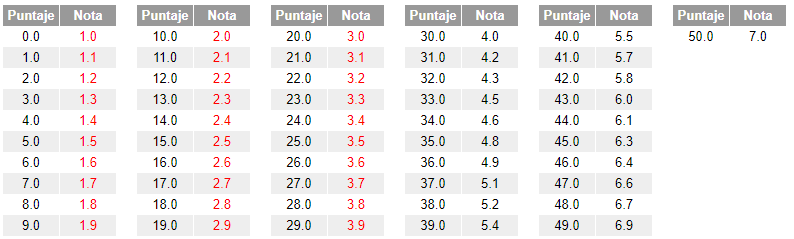 Puntaje Nota Puntaje Nota Puntaje Nota Puntaje Nota Puntaje Nota Puntaje Nota
0.0 1.0 10.0 2.0 20.0 3.0 30.0 4.0 40.0 5.5 50.0 7.0
1.0 1.1 11.0 2.1 21.0 3.1 31.0 4.2 41.0 5.7
2.0 1.2 12.0 2.2 22.0 3.2 32.0 4.3 42.0 5.8
3.0 1.3 13.0 2.3 23.0 3.3 33.0 4.5 43.0 6.0
4.0 1.4 14.0 2.4 24.0 3.4 34.0 4.6 44.0 6.1
5.0 1.5 15.0 2.5 25.0 3.5 35.0 4.8 45.0 6.3
6.0 1.6 16.0 2.6 26.0 3.6 36.0 4.9 46.0 6.4
7.0 1.7 17.0 2.7 27.0 3.7 37.0 5.1 47.0 6.6
8.0 1.8 18.0 2.8 28.0 3.8 38.0 5.2 48.0 6.7
9.0 1.9 19.0 2.9 29.0 3.9 39.0 5.4 49.0 6.9